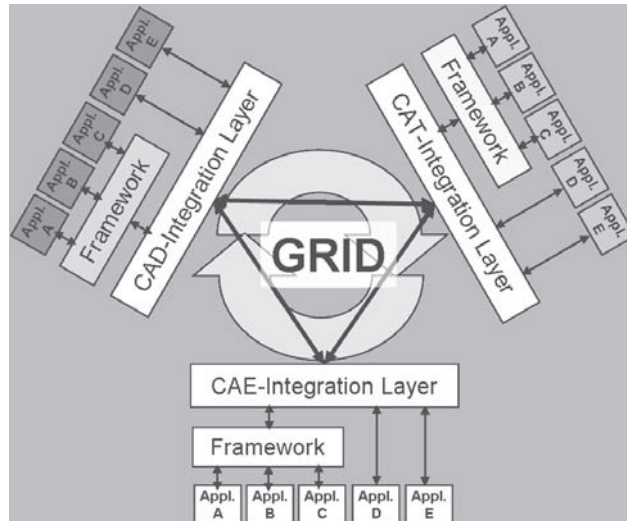 Appl.
E
Appl.
D
Appl.
C
Appl.
B
Appl.
A
Framework
CAD-Integration Layer
Appl.
A
Appl.
B
Appl.
C
Appl.
D
Appl.
E
Framework
CAT-Integration Layer
GRID
CAE-Integration Layer
Framework
Appl.
A
Appl.
B
Appl.
C
Appl.
D
Appl.
E